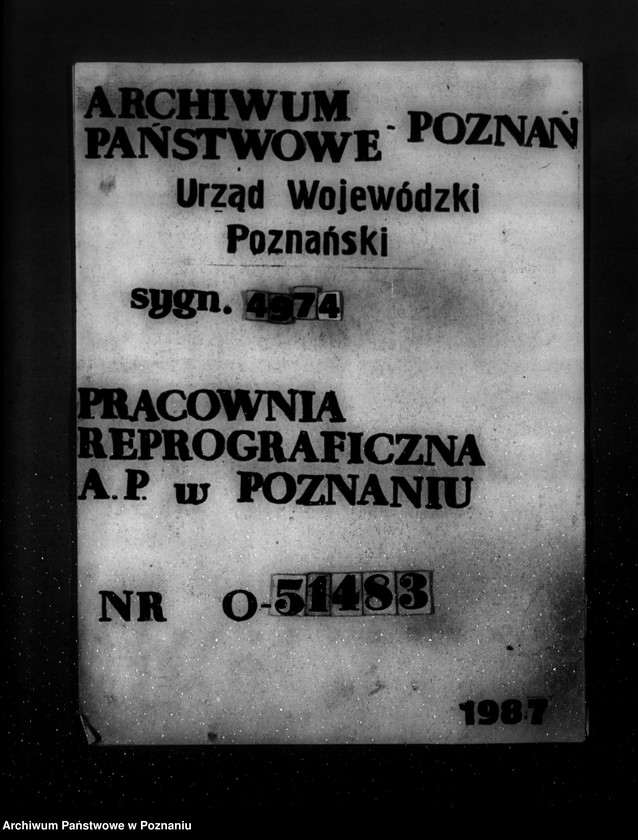 ARCHIWUM
PAŃSTWOWE - POZNAŃ
Urząd Wojewódzki
Poznański
sygn. 4974
PRACOWNIA
REPROGRAFICZNA
A.P. w POZNANIU
NR O-51483
1987
Archiwum Państwowe w Poznaniu